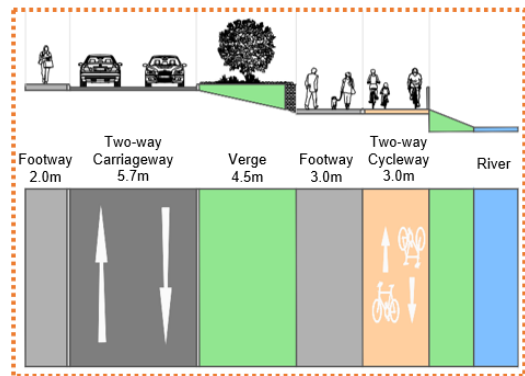 Footway
2.0m
Two-way
Carriageway
5.7m
Verge
4.5m
Footway
3.0m
Two-way
Cycleway
3.0m
River